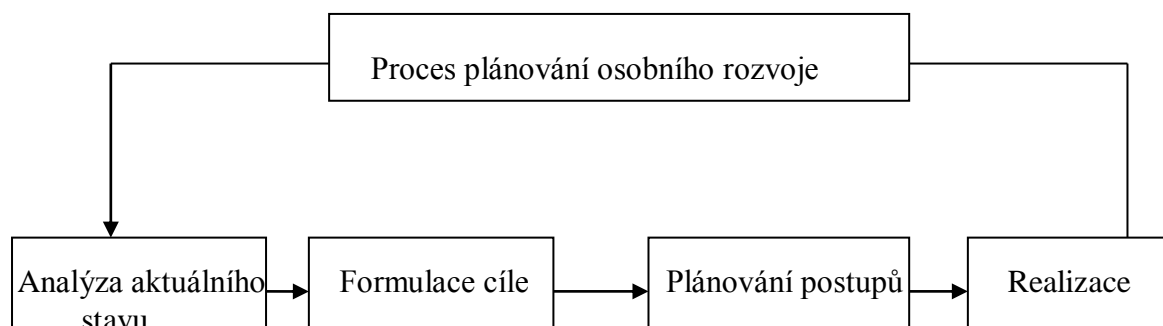 Proces plánování osobního rozvoje
Analýza aktuálního
stavu
Formulace cíle
Plánování postupů
Realizace